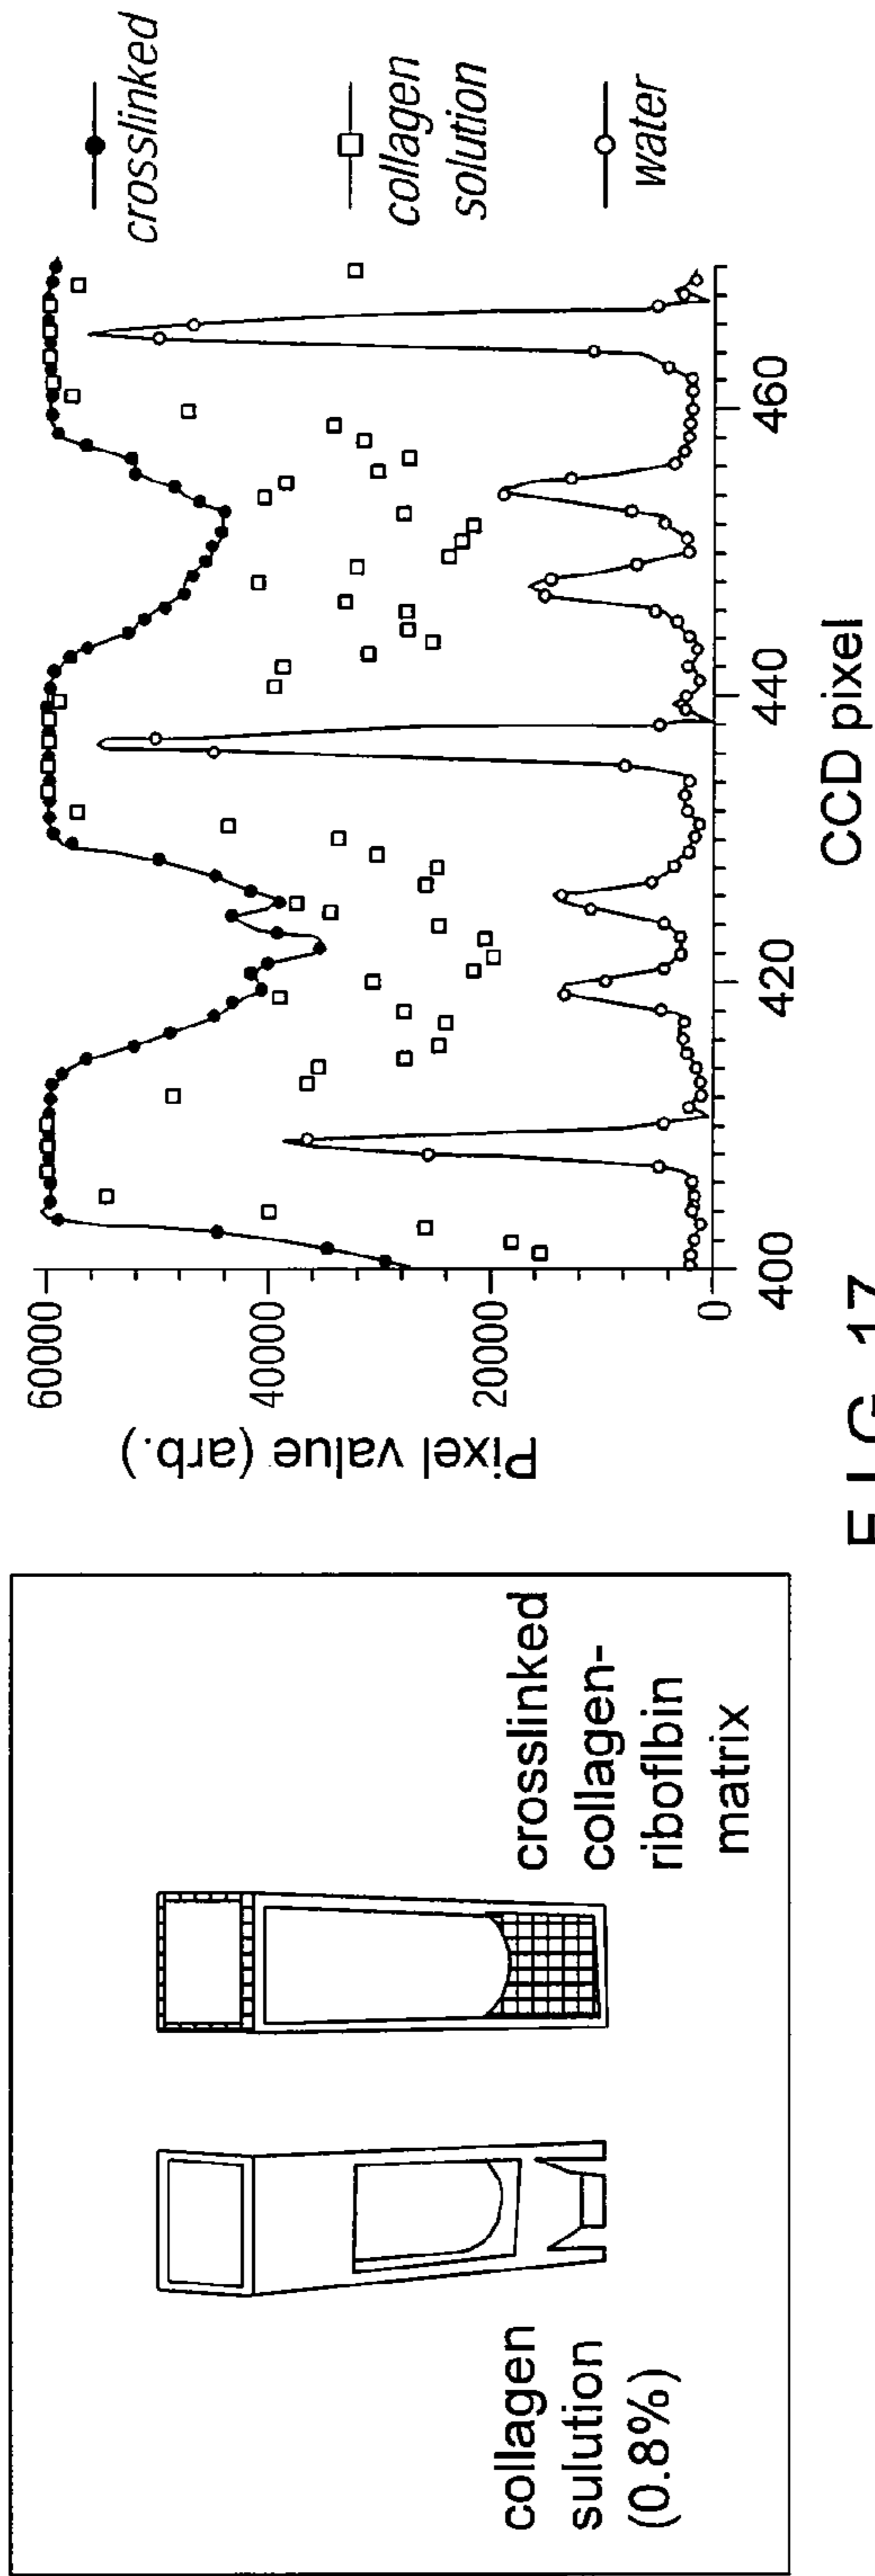 collagen
sulution
(0.8%)
crosslinked
collagen-
riboflbin
matrix
Pixel value (arb.)
60000
40000
20000
0
400
420
440
460
CCD pixel
crosslinked
collagen
solution
water
F I G. 17